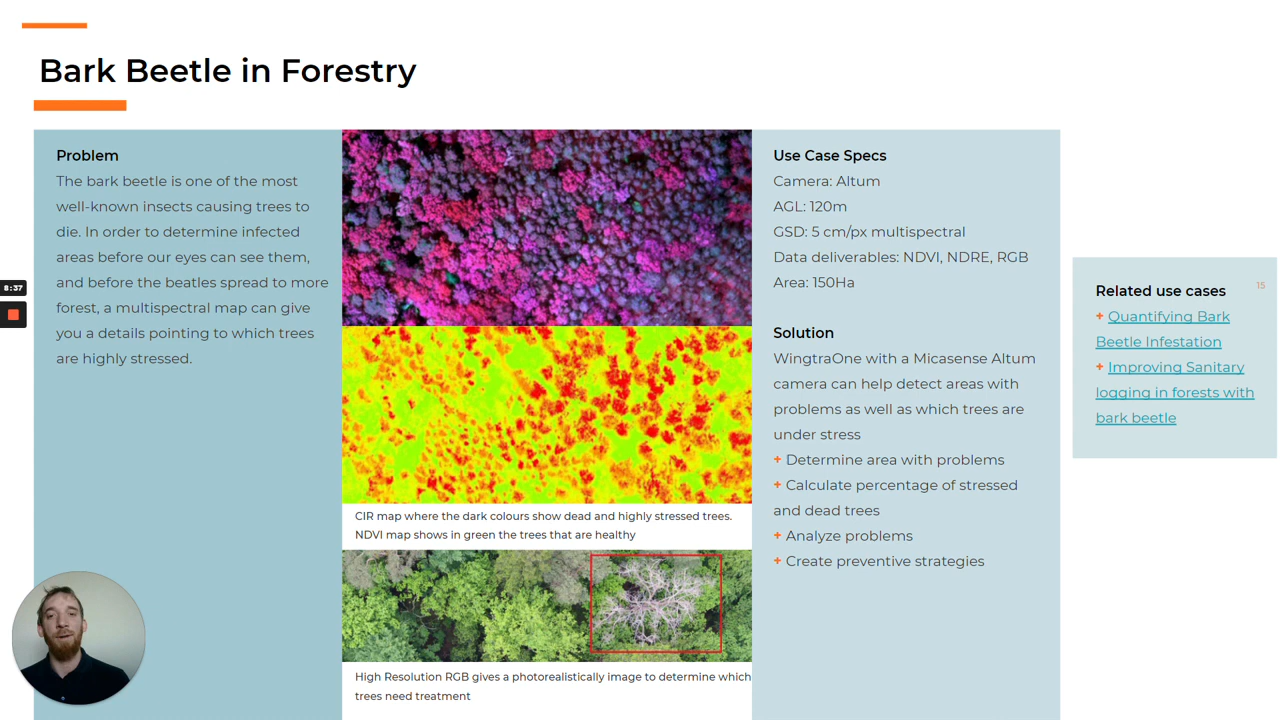 Bark Beetle in Forestry
Problem
The bark beetle is one of the most
well-known insects causing trees to
die. In order to determine infected
areas before our eyes can see them,
and before the beatles spread to more
forest, a multispectral map can give
you a details pointing to which trees
are highly stressed.
8:37
CIR map where the dark colours show dead and highly stressed trees.
NDVI map shows in green the trees that are healthy
High Resolution RGB gives a photorealistically image to determine which
trees need treatment
Use Case Specs
Camera: Altum
AGL: 120m
GSD: 5 cm/px multispectral
Data deliverables: NDVI, NDRE, RGB
Area: 150Ha
Solution
WingtraOne with a Micasense Altum
camera can help detect areas with
problems as well as which trees are
under stress
+ Determine area with problems
+ Calculate percentage of stressed
and dead trees
+ Analyze problems
+ Create preventive strategies
Related use cases
15
+ Quantifying Bark
Beetle Infestation
+ Improving Sanitary
logging in forests with
bark beetle